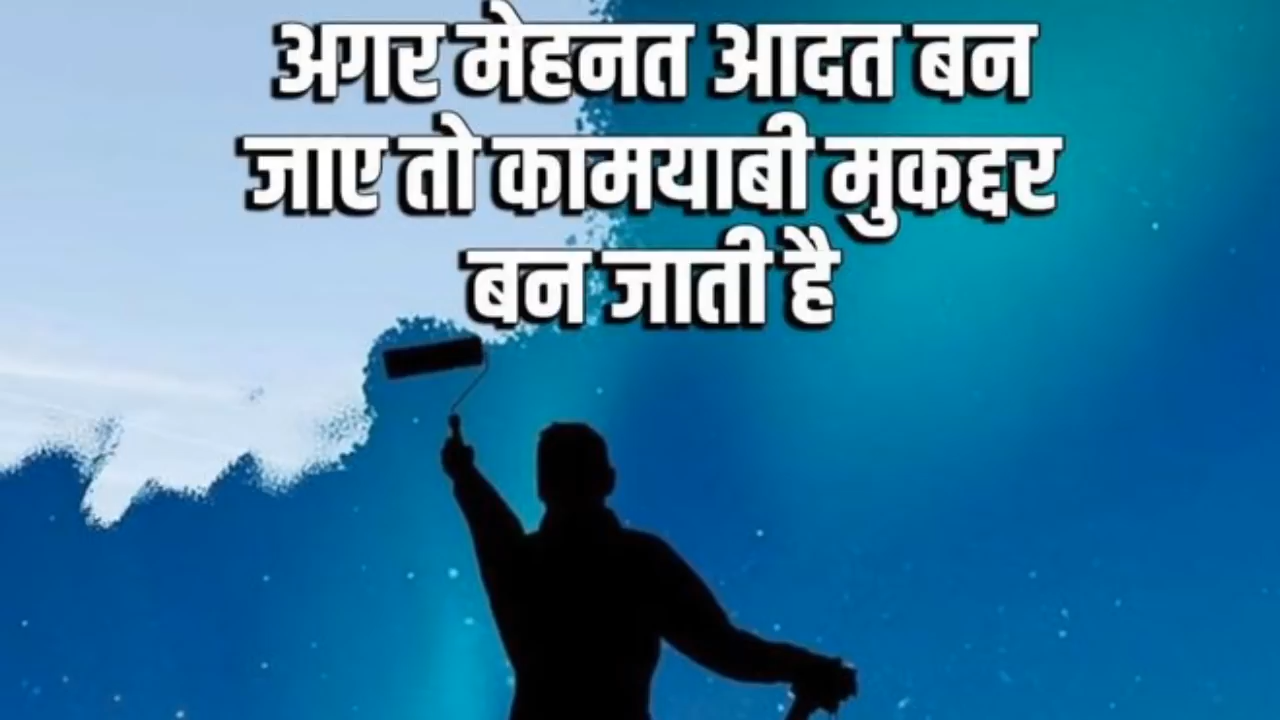 अगर मेहनत आदत बन
जाए तो कामयाबी मुकद्दर
बन जाती है